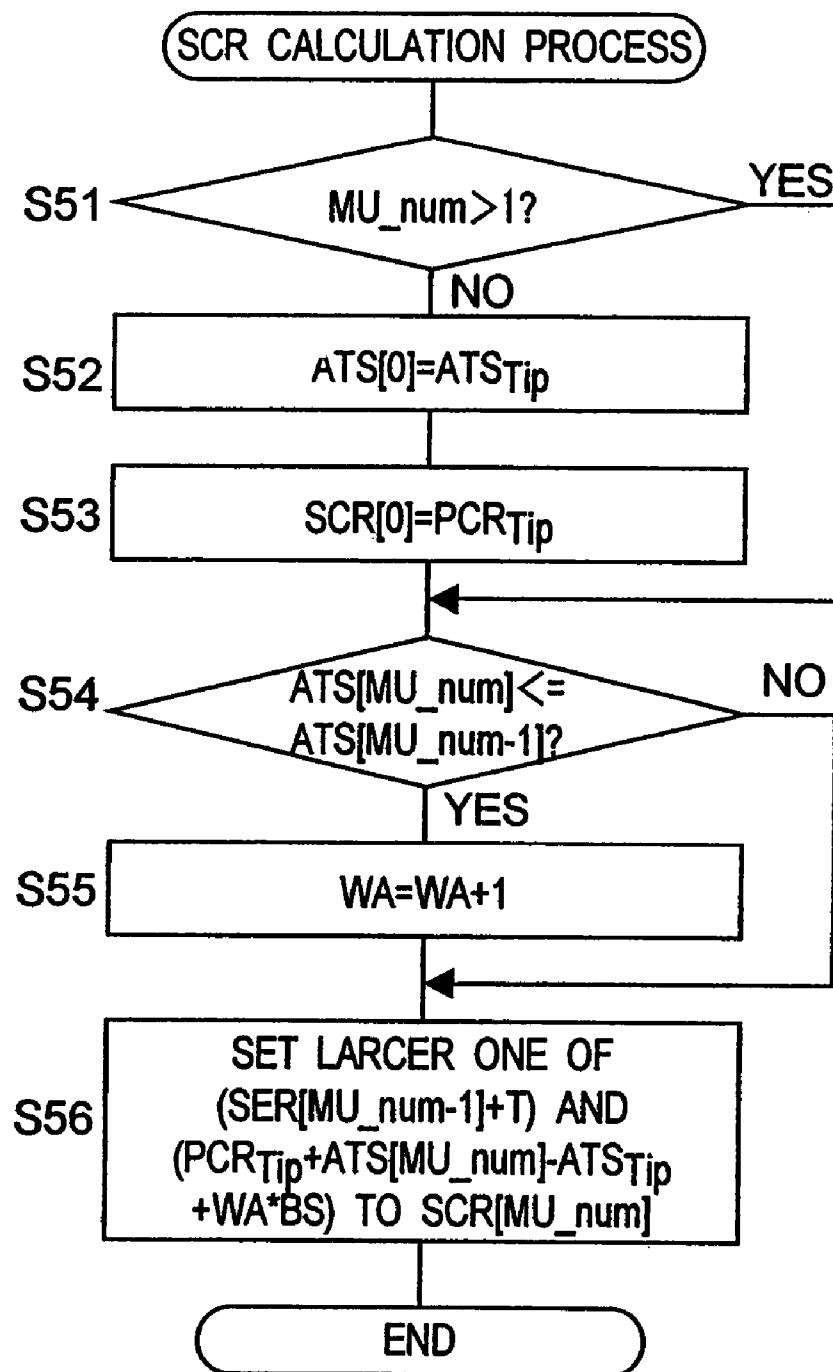 SCR CALCULATION PROCESS
S51
MU_num>1?
YES
NO
S52
ATS[0]=ATSTip
S53
SCR[0]=PCRTip
S54
ATS[MU_num]<=
ATS[MU_num-1]?
NO
YES
S55
WA=WA+1
S56
SET LARCER ONE OF
(SER[MU_num-1]+T) AND
(PCRTip+ATS[MU_num]-ATSTip
+WA*BS) TO SCR[MU_num]
END